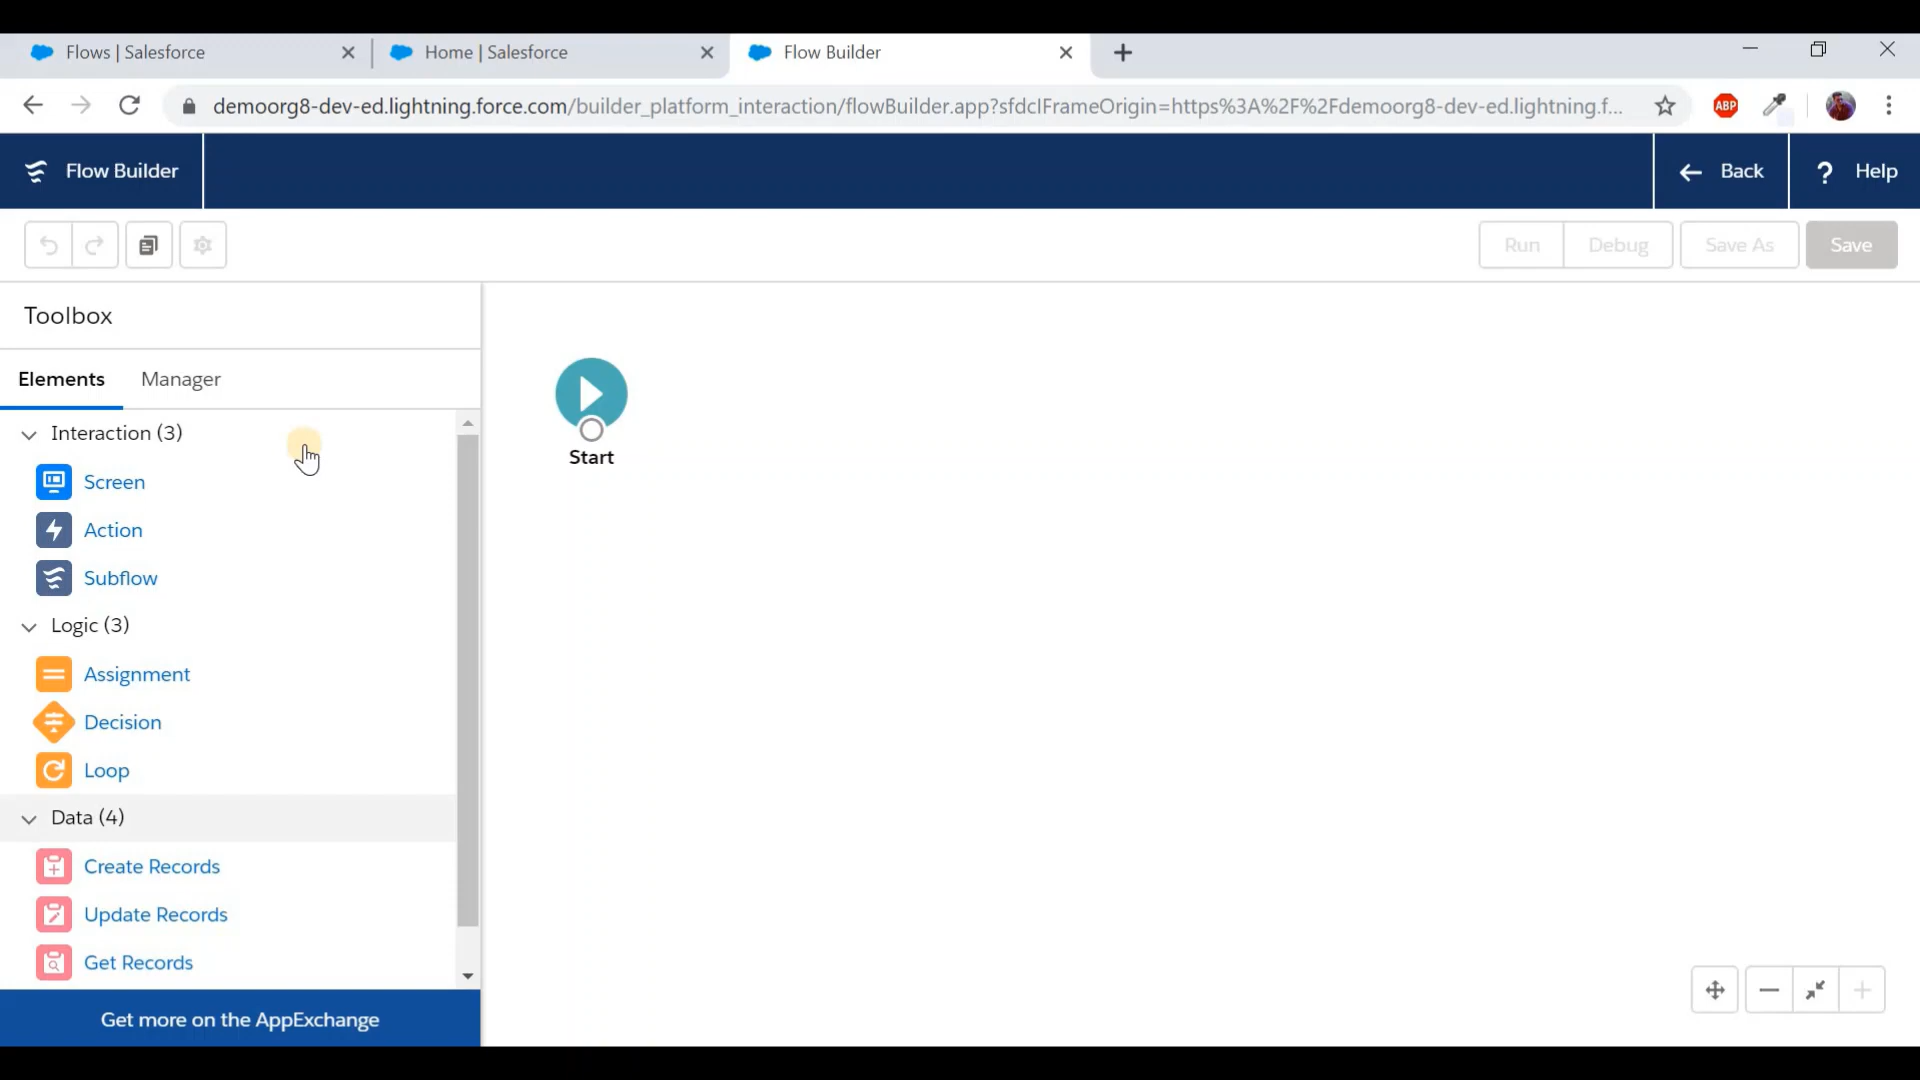 Flows | Salesforce
Home | Salesforce
Flow Builder
demoorg8-dev-ed.lightning.force.com/builder_platform_interaction/flowBuilder.app?sfdcIFrameOrigin=https%3A%2F%2Fdemoorg8-dev-ed.lightning.f...
ABP
Flow Builder
Back
? Help
Run
Debug
Save As
Save
Toolbox
Elements
Manager
Interaction (3)
Screen
Action
Subflow
Logic (3)
Assignment
Decision
Loop
Data (4)
Create Records
Update Records
Get Records
Get more on the AppExchange
Start